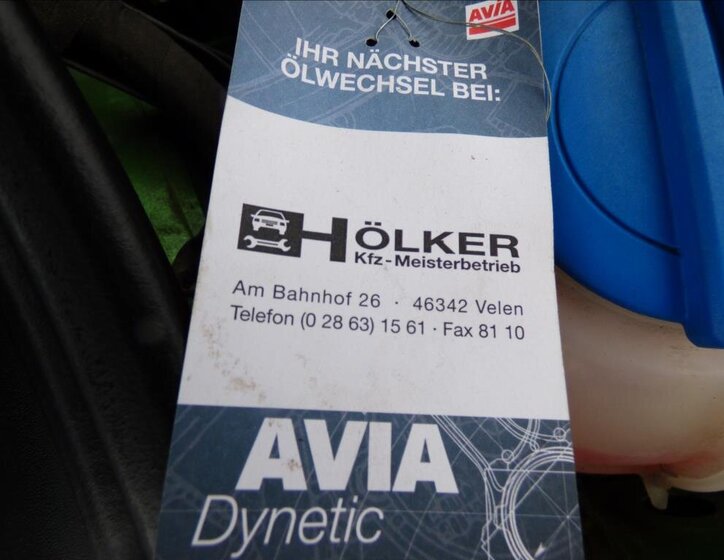 AVIA
IHR NÄCHSTER
ÖLWECHSEL BEI:
HÖLKER
Kfz-Meisterbetrieb
Am Bahnhof 26 · 46342 Velen
Telefon (0 28 63) 15 61 · Fax 81 10
AVIA
Dynetic